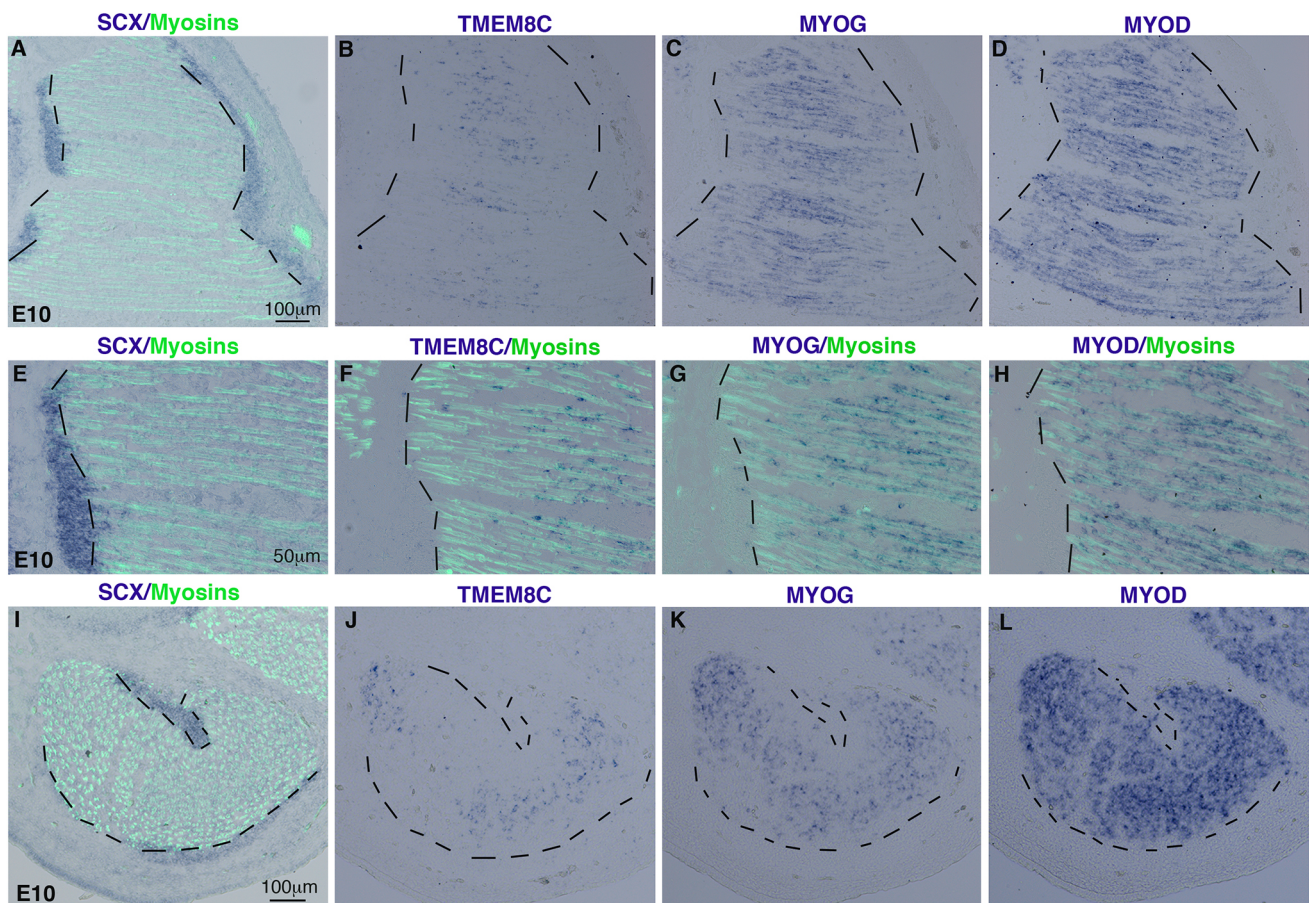 SCX/Myosins
TMEM8C
MYOG
MYOD
A
B
C
D
E10
100µm
SCX/Myosins
TMEM8C/Myosins
MYOG/Myosins
MYOD/Myosins
E
F
G
H
E10
50µm
SCX/Myosins
TMEM8C
MYOG
MYOD
I
J
K
L
E10
100µm